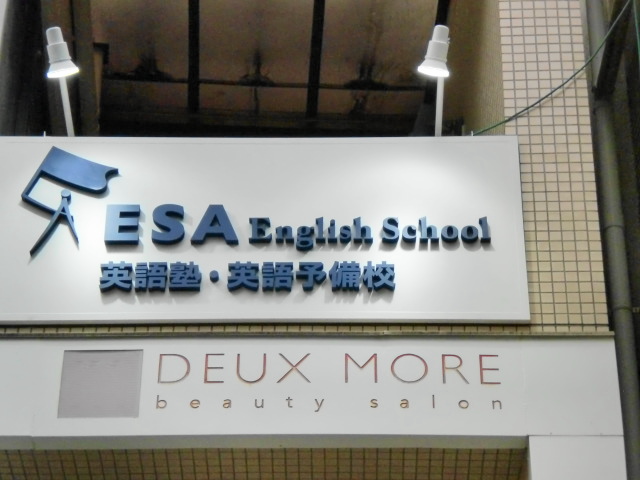 ESA English School
英語塾・英語予備校
DEUX MORE
beauty salon